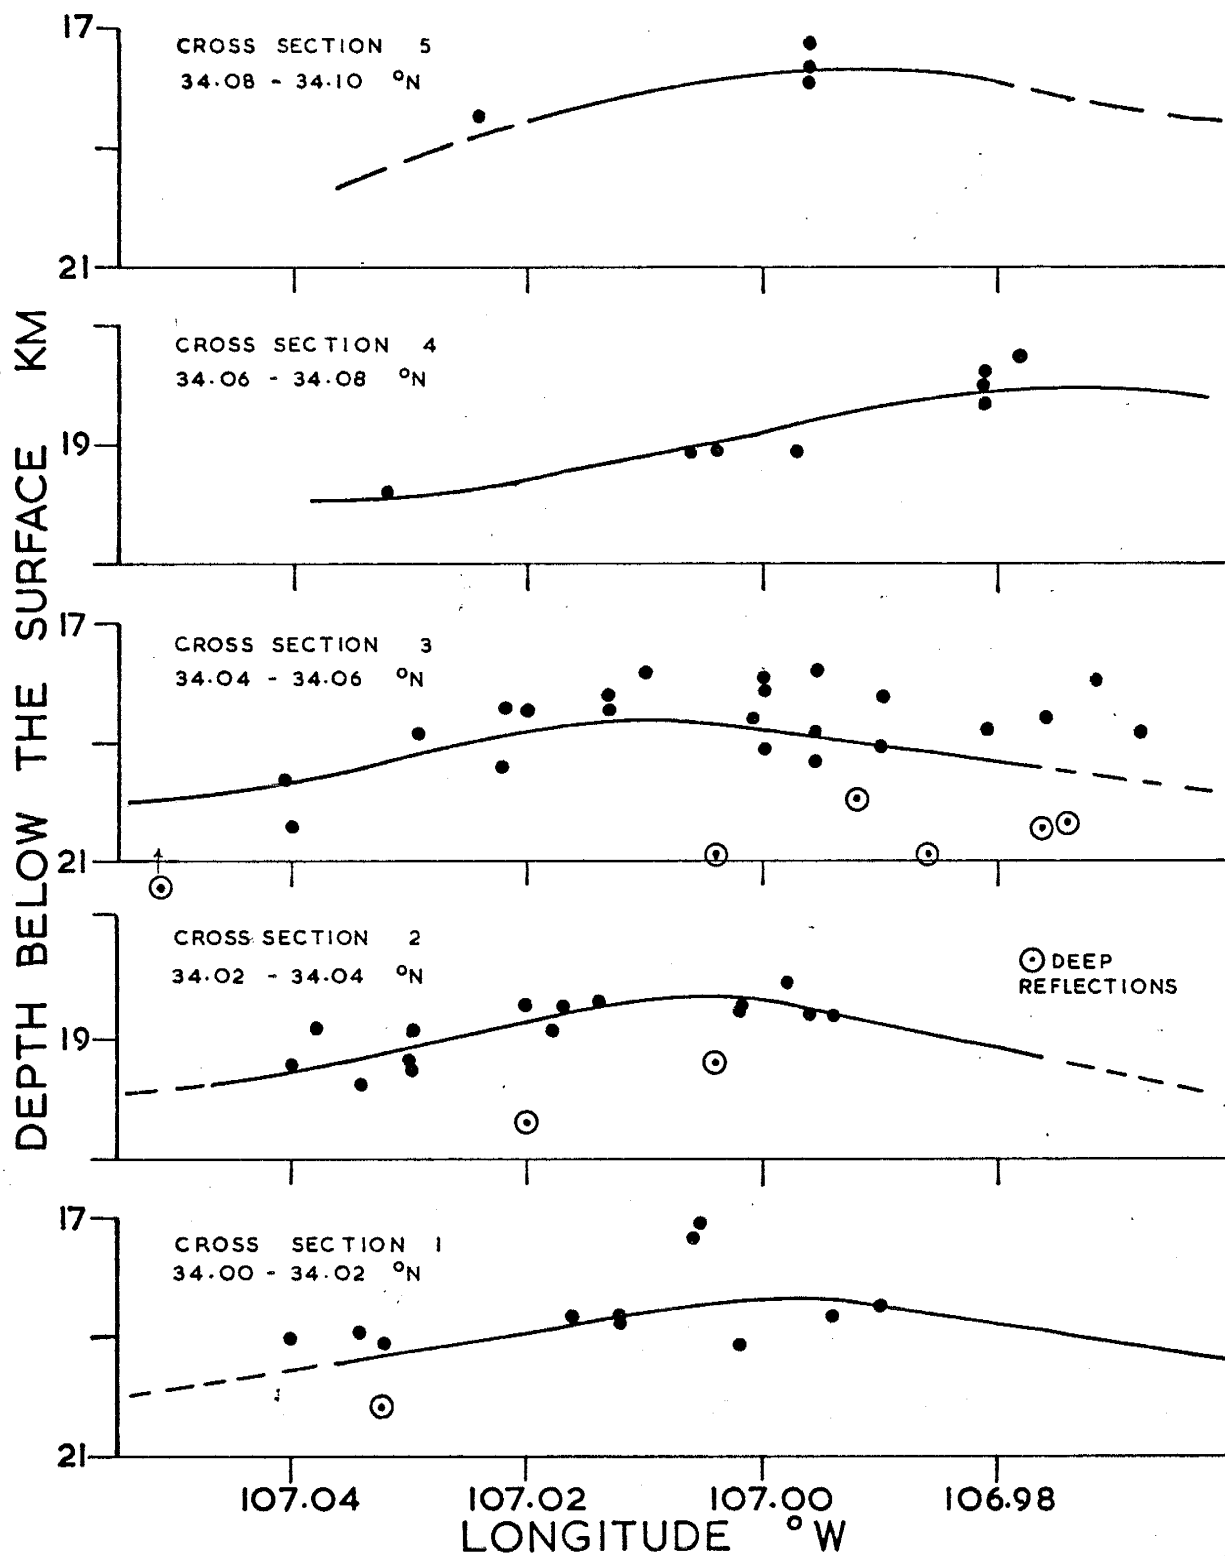 DEPTH BELOW THE SURFACE KM
17
CROSS SECTION 5
34.08 - 34.10 °N
21
CROSS SECTION 4
34.06 - 34.08 °N
19
17
CROSS SECTION 3
34.04 - 34.06 °N
21
CROSS SECTION 2
34.02 - 34.04 °N
DEEP
REFLECTIONS
19
17
CROSS SECTION 1
34.00 - 34.02 °N
21
107.04 107.02 107.00 106.98
LONGITUDE °W